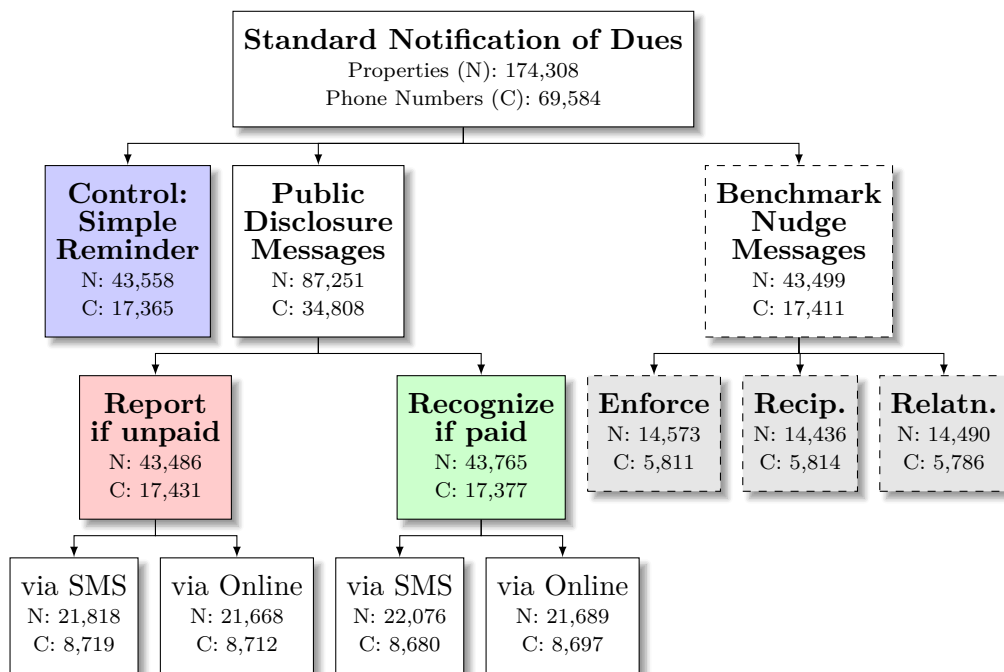 Standard Notification of Dues
Properties (N): 174,308
Phone Numbers (C): 69,584
Control:
Simple
Reminder
N: 43,558
C: 17,365
Public
Disclosure
Messages
N: 87,251
C: 34,808
Benchmark
Nudge
Messages
N: 43,499
C: 17,411
Report
if unpaid
N: 43,486
C: 17,431
Recognize
if paid
N: 43,765
C: 17,377
Enforce
N: 14,573
C: 5,811
Recip.
N: 14,436
C: 5,814
Relatn.
N: 14,490
C: 5,786
via SMS
N: 21,818
C: 8,719
via Online
N: 21,668
C: 8,712
via SMS
N: 22,076
C: 8,680
via Online
N: 21,689
C: 8,697